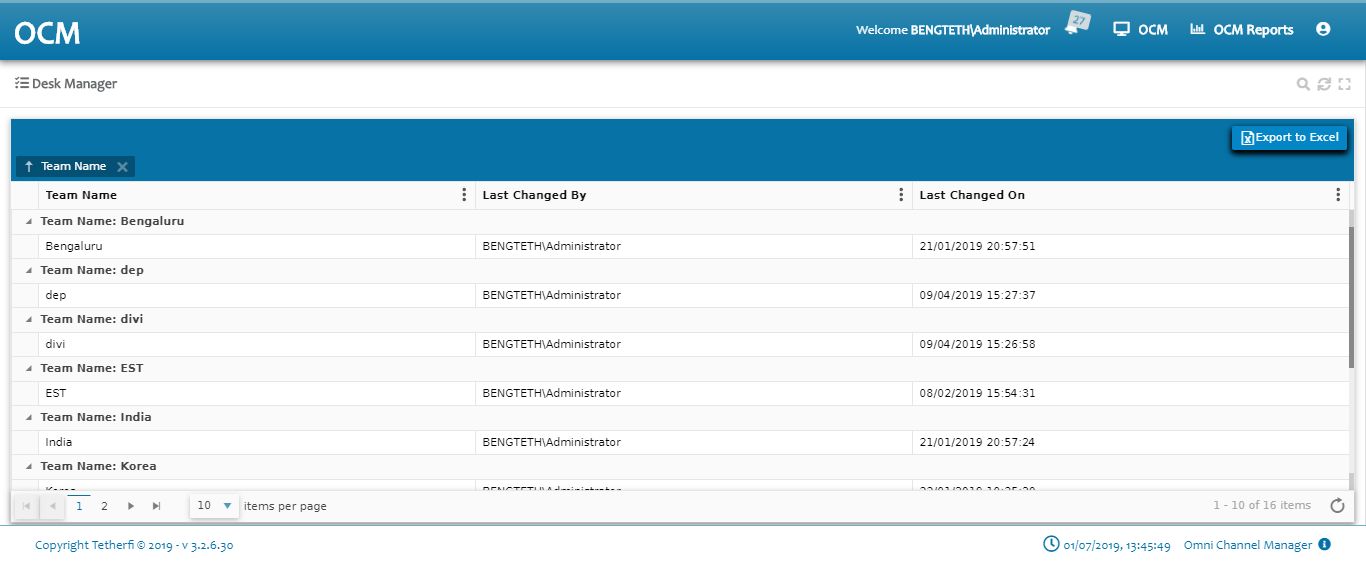 OCM
Welcome BENGTETH\Administrator 27 OCM OCM Reports
Desk Manager
Export to Excel
Team Name
Team Name Last Changed By Last Changed On
Team Name: Bengaluru
Bengaluru BENGTETH\Administrator 21/01/2019 20:57:51
Team Name: dep
dep BENGTETH\Administrator 09/04/2019 15:27:37
Team Name: divi
divi BENGTETH\Administrator 09/04/2019 15:26:58
Team Name: EST
EST BENGTETH\Administrator 08/02/2019 15:54:31
Team Name: India
India BENGTETH\Administrator 21/01/2019 20:57:24
Team Name: Korea
Korea BENGTETH\Administrator
1 2 10 items per page 1 - 10 of 16 items
Copyright Tetherfi © 2019 - v 3.2.6.30 01/07/2019, 13:45:49 Omni Channel Manager